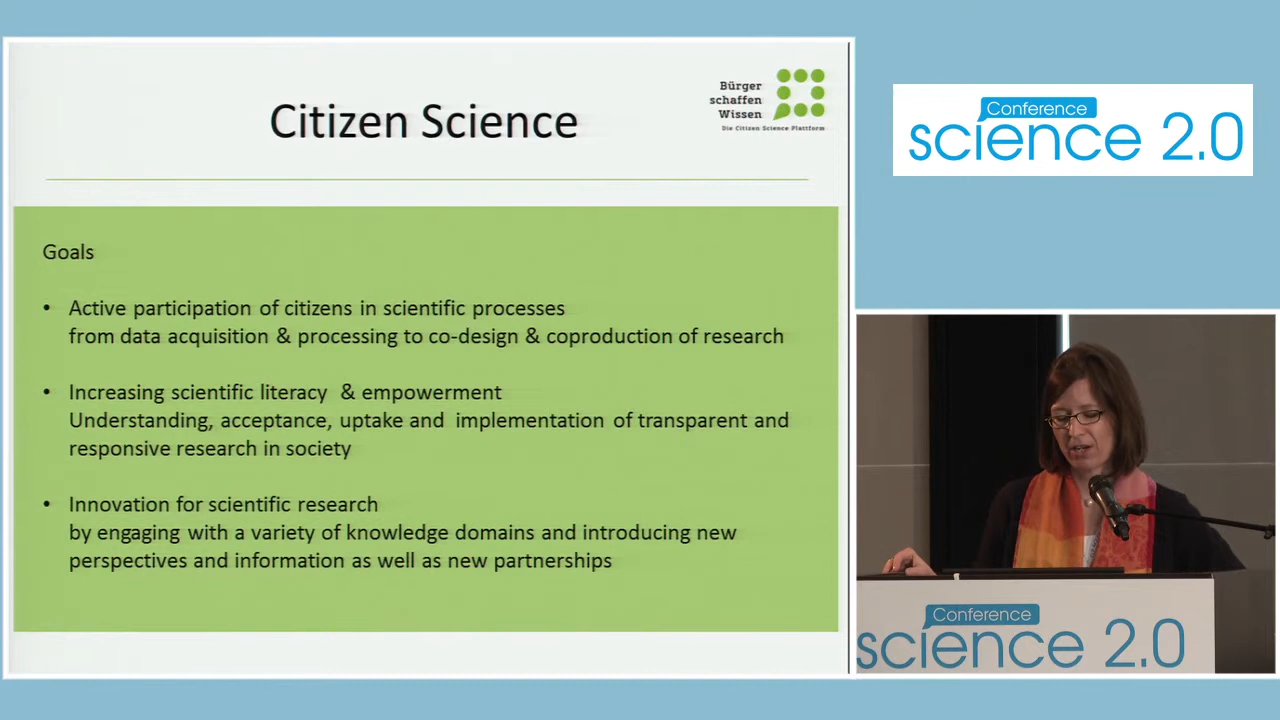 Citizen Science
Bürger
schaffen
Wissen
Die Citizen Science Plattform
Goals
• Active participation of citizens in scientific processes
from data acquisition & processing to co-design & coproduction of research
• Increasing scientific literacy & empowerment
Understanding, acceptance, uptake and implementation of transparent and
responsive research in society
• Innovation for scientific research
by engaging with a variety of knowledge domains and introducing new
perspectives and information as well as new partnerships
Conference
science 2.0
Conference
science 2.0